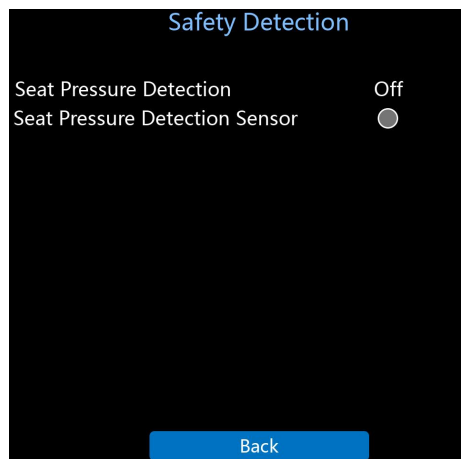 Safety Detection
Seat Pressure Detection Off
Seat Pressure Detection Sensor
Back